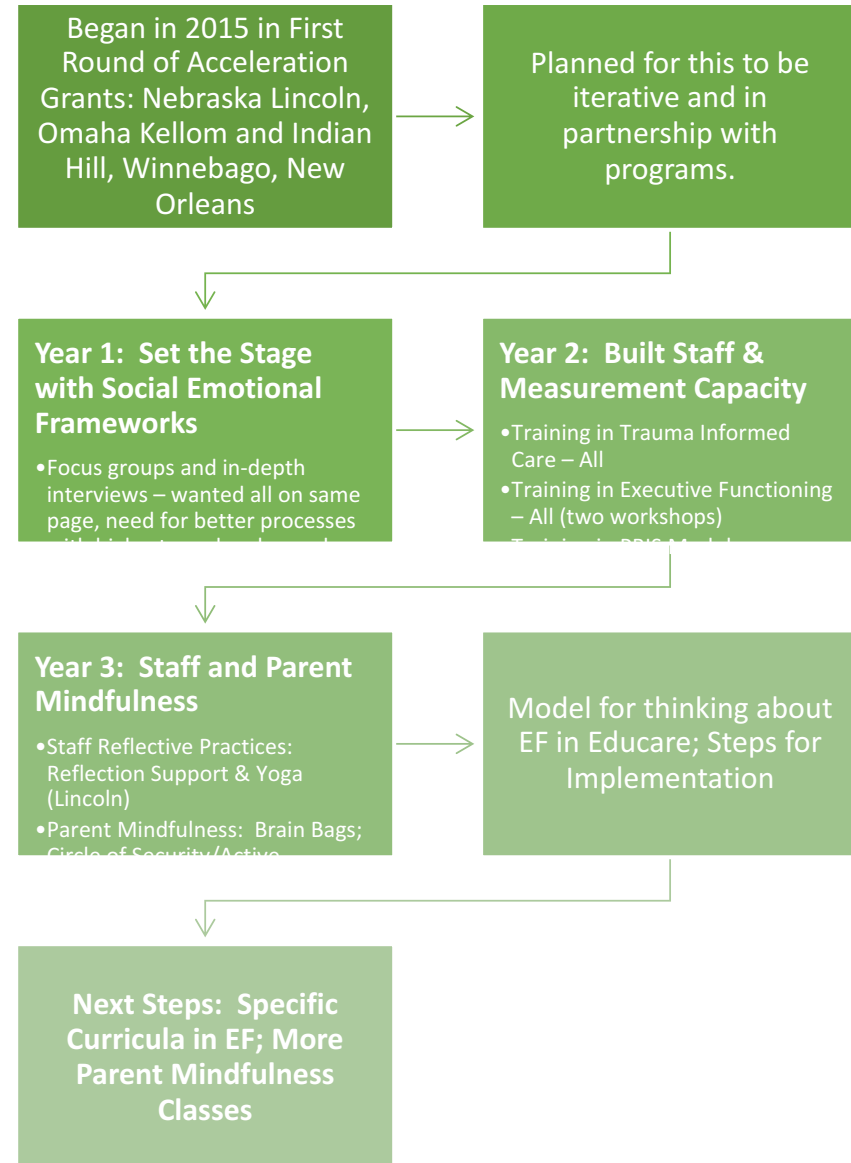 Began in 2015 in First
Round of Acceleration
Grants: Nebraska Lincoln,
Omaha Kellom and Indian
Hill, Winnebago, New
Orleans
Planned for this to be
iterative and in
partnership with
programs.
Year 1:  Set the Stage
with Social Emotional
Frameworks
•Focus groups and in-depth
interviews – wanted all on same
page, need for better processes
Year 2:  Built Staff &
Measurement Capacity
•Training in Trauma Informed
Care – All
•Training in Executive Functioning
– All (two workshops)
Year 3:  Staff and Parent
Mindfulness
•Staff Reflective Practices:
Reflection Support & Yoga
(Lincoln)
•Parent Mindfulness:  Brain Bags;
Circle of Security/Active
Model for thinking about
EF in Educare; Steps for
Implementation
Next Steps:  Specific
Curricula in EF; More
Parent Mindfulness
Classes